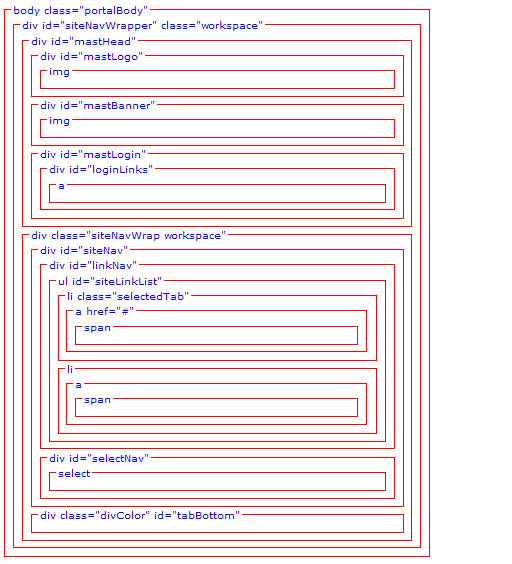 body class="portalBody"
div id="siteNavWrapper" class="workspace"
div id="mastHead"
div id="mastLogo"
img
div id="mastBanner"
img
div id="mastLogin"
div id="loginLinks"
a
div class="siteNavWrap workspace"
div id="siteNav"
div id="linkNav"
ul id="siteLinkList"
li class="selectedTab"
a href="#"
span
li
a
span
div id="selectNav"
select
div class="divColor" id="tabBottom"